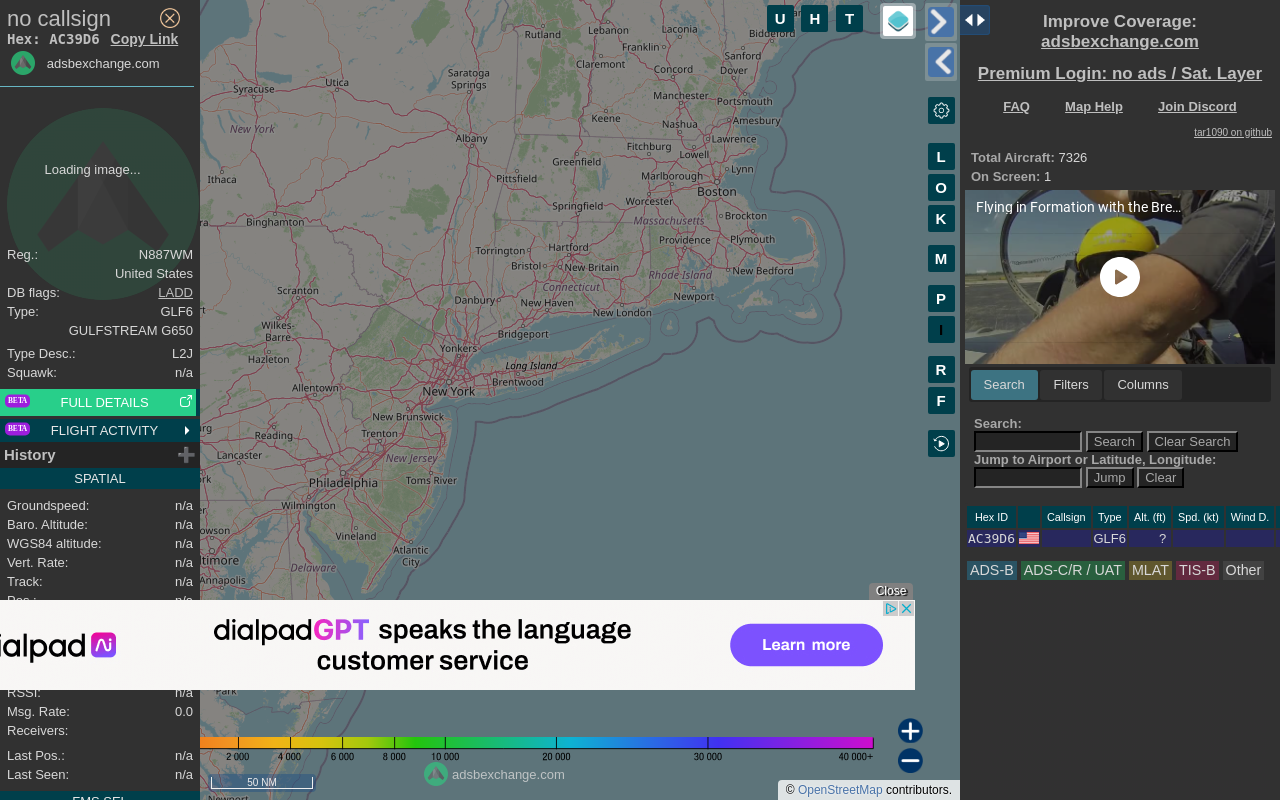 no callsign
Hex: AC39D6 Copy Link
adsbexchange.com
Loading image...
Reg.: N887WM
United States
DB flags: LADD
Type: GLF6
GULFSTREAM G650
Type Desc.: L2J
Squawk: n/a
BETA FULL DETAILS
BETA FLIGHT ACTIVITY
History
SPATIAL
Groundspeed: n/a
Baro. Altitude: n/a
WGS84 altitude: n/a
Vert. Rate: n/a
Track: n/a
Pos.: n/a
RSSI: n/a
Msg. Rate: 0.0
Receivers:
Last Pos.: n/a
Last Seen: n/a
FMS SEL
U H T
L
O
K
M
P
I
R
F
Rutland
Lebanon
Laconia
Franklin
Biddeford
Claremont
Sanford
Concord
Dover
Utica
Saratoga
Springs
Syracuse
Manchester
Portsmouth
Keene
Nashua
Amesbury
New York
Albany
Fitchburg
Lawrence
Greenfield
Lowell
Ithaca
Pittsfield
Marlborough
Lynn
Boston
Worcester
Springfield
Massachusetts
Brockton
Binghamton
Torrington
Hartford
Providence
Plymouth
Bristol
New Britain
Rhode Island
New Bedford
Scranton
Connecticut
Danbury
New Haven
Newport
New London
Wilkes-
Barre
Bridgeport
Yonkers
Hazleton
Long Island
Brentwood
Allentown
New York
New Brunswick
Reading
Trenton
Lancaster
New Jersey
Philadelphia
Toms River
Wilmington
Vineland
Atlantic
City
Annapolis
Delaware
Park
Newport
Close
dialpad Ai
dialpadGPT speaks the language
customer service
Learn more
2 000 4 000 6 000 8 000 10 000 20 000 30 000 40 000+
50 NM
adsbexchange.com
© OpenStreetMap contributors.
Improve Coverage:
adsbexchange.com
Premium Login: no ads / Sat. Layer
FAQ Map Help Join Discord
tar1090 on github
Total Aircraft: 7326
On Screen: 1
Flying in Formation with the Bre...
Search Filters Columns
Search:
Search Clear Search
Jump to Airport or Latitude, Longitude:
Jump Clear
Hex ID Callsign Type Alt. (ft) Spd. (kt) Wind D.
AC39D6 GLF6 ?
ADS-B ADS-C/R / UAT MLAT TIS-B Other